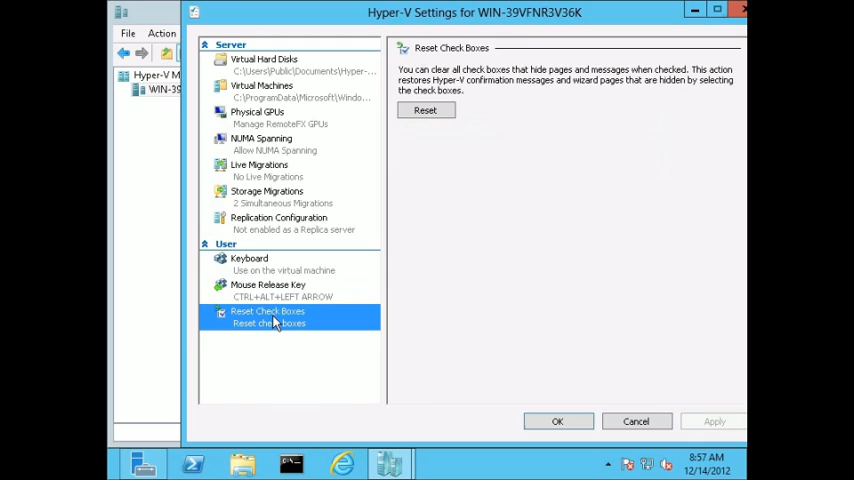 Hyper-V Settings for WIN-39VFNR3V36K
File Action
Hyper-V M
WIN-39
Server
Virtual Hard Disks
C:\Users\Public\Documents\Hyper-...
Virtual Machines
C:\ProgramData\Microsoft\Windo...
Physical GPUs
Manage RemoteFX GPUs
NUMA Spanning
Allow NUMA Spanning
Live Migrations
No Live Migrations
Storage Migrations
2 Simultaneous Migrations
Replication Configuration
Not enabled as a Replica server
User
Keyboard
Use on the virtual machine
Mouse Release Key
CTRL+ALT+LEFT ARROW
Reset Check Boxes
Reset check boxes
Reset Check Boxes
You can clear all check boxes that hide pages and messages when checked. This action
restores Hyper-V confirmation messages and wizard pages that are hidden by selecting
the check boxes.
Reset
OK Cancel Apply
8:57 AM
12/14/2012